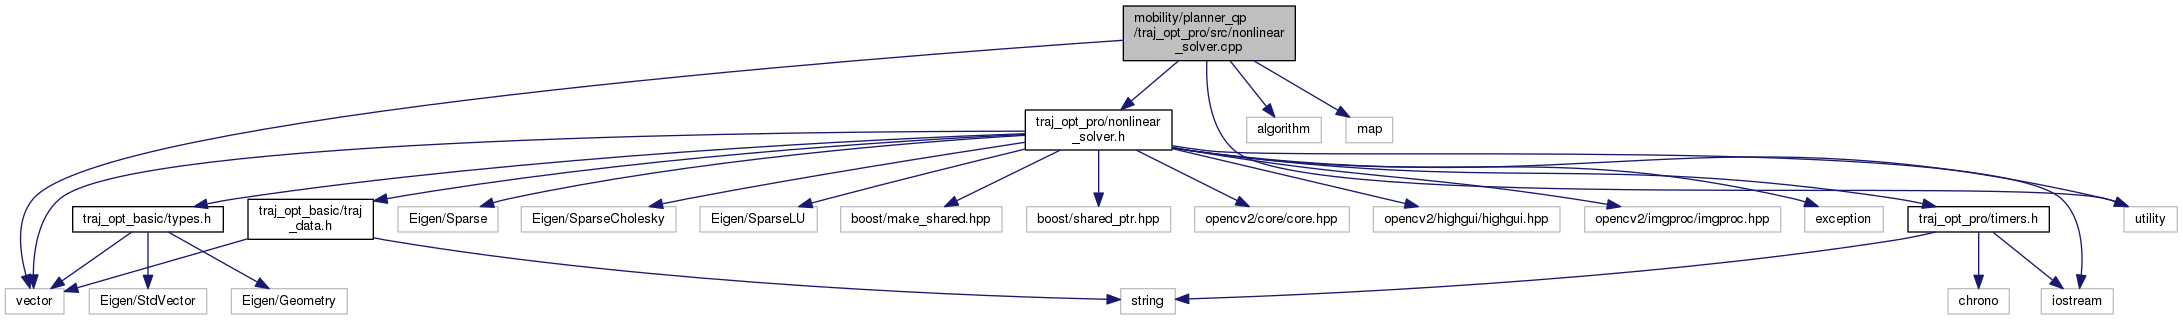 mobility/planner_qp
/traj_opt_pro/src/nonlinear
_solver.cpp
traj_opt_pro/nonlinear
_solver.h
algorithm
map
traj_opt_basic/types.h
traj_opt_basic/traj
_data.h
Eigen/Sparse
Eigen/SparseCholesky
Eigen/SparseLU
boost/make_shared.hpp
boost/shared_ptr.hpp
opencv2/core/core.hpp
opencv2/highgui/highgui.hpp
opencv2/imgproc/imgproc.hpp
exception
traj_opt_pro/timers.h
utility
vector
Eigen/StdVector
Eigen/Geometry
string
chrono
iostream